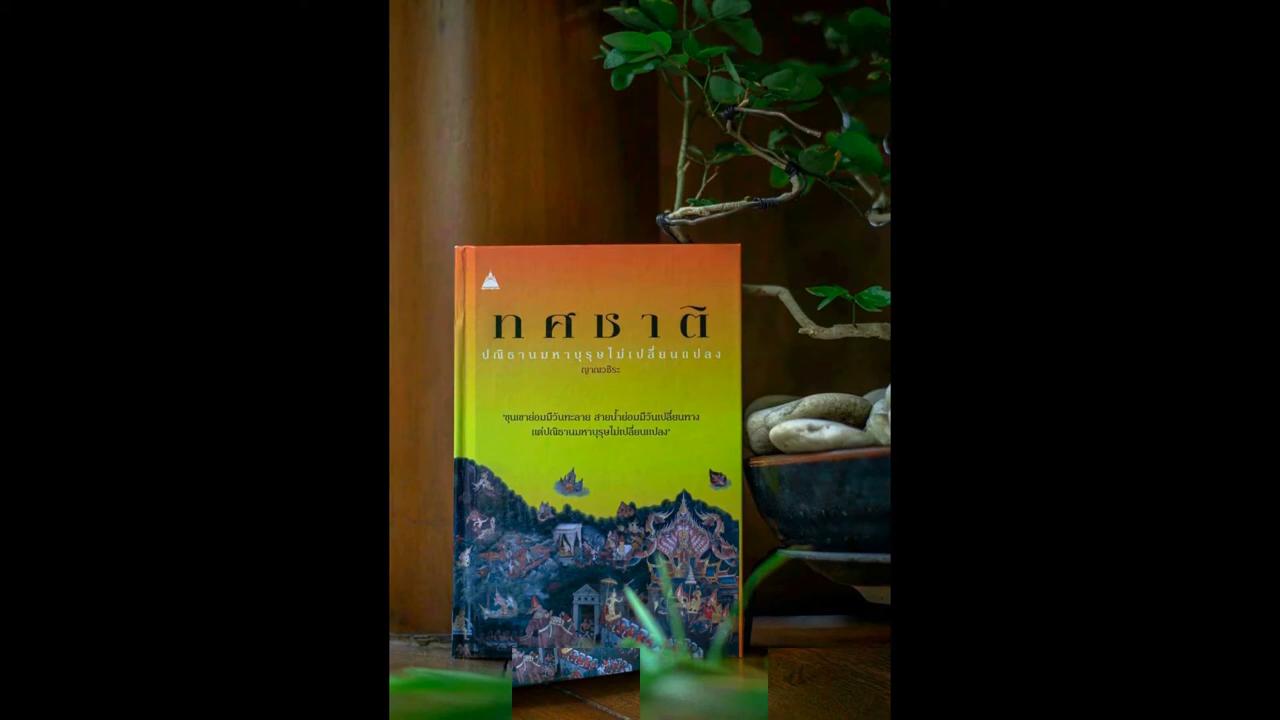 ทศชาติ
ปณิธานมหาบุรุษไม่เปลี่ยนแปลง
ญาณวชิระ
"ขุนเขาย่อมมีวันทะลาย สายน้ำย่อมมีวันเปลี่ยนทาง
แต่ปณิธานมหาบุรุษไม่เปลี่ยนแปลง"